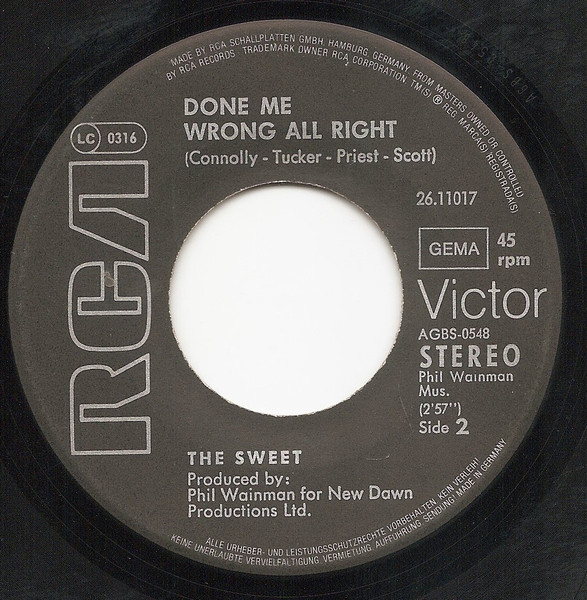 MADE BY RCA SCHALLPLATTEN GMBH, HAMBURG, GERMANY, FROM MASTERS OWNED OR CONTROLLED
BY RCA RECORDS TRADEMARK OWNER RCA CORPORATION TM(S) ® REG. MARCA(S) REGISTRADA(S)
DONE ME
WRONG ALL RIGHT
(Connolly - Tucker - Priest - Scott)
LC 0316
RCA
26.11017
GEMA
45
rpm
Victor
AGBS-0548
STEREO
Phil Wainman
Mus.
(2'57")
Side 2
THE SWEET
Produced by:
Phil Wainman for New Dawn
Productions Ltd.
ALLE URHEBER- UND LEISTUNGSSCHUTZRECHTE VORBEHALTEN. KEIN VERLEIH!
KEINE UNERLAUBTE VERVIELFÄLTIGUNG, VERMIETUNG, AUFFÜHRUNG, SENDUNG! MADE IN GERMANY